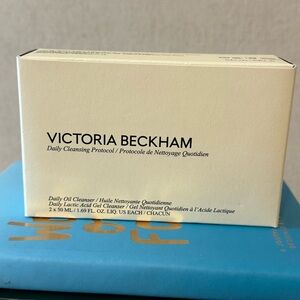 VICTORIA BECKHAM
Daily Cleansing Protocol / Protocole de Nettoyage Quotidien
Daily Oil Cleanser / Huile Nettoyante Quotidienne
Daily Lactic Acid Gel Cleanser / Gel Nettoyant Quotidien à l'Acide Lactique
2 x 50 ML / 1.69 FL. OZ. LIQ. US EACH / CHACUN